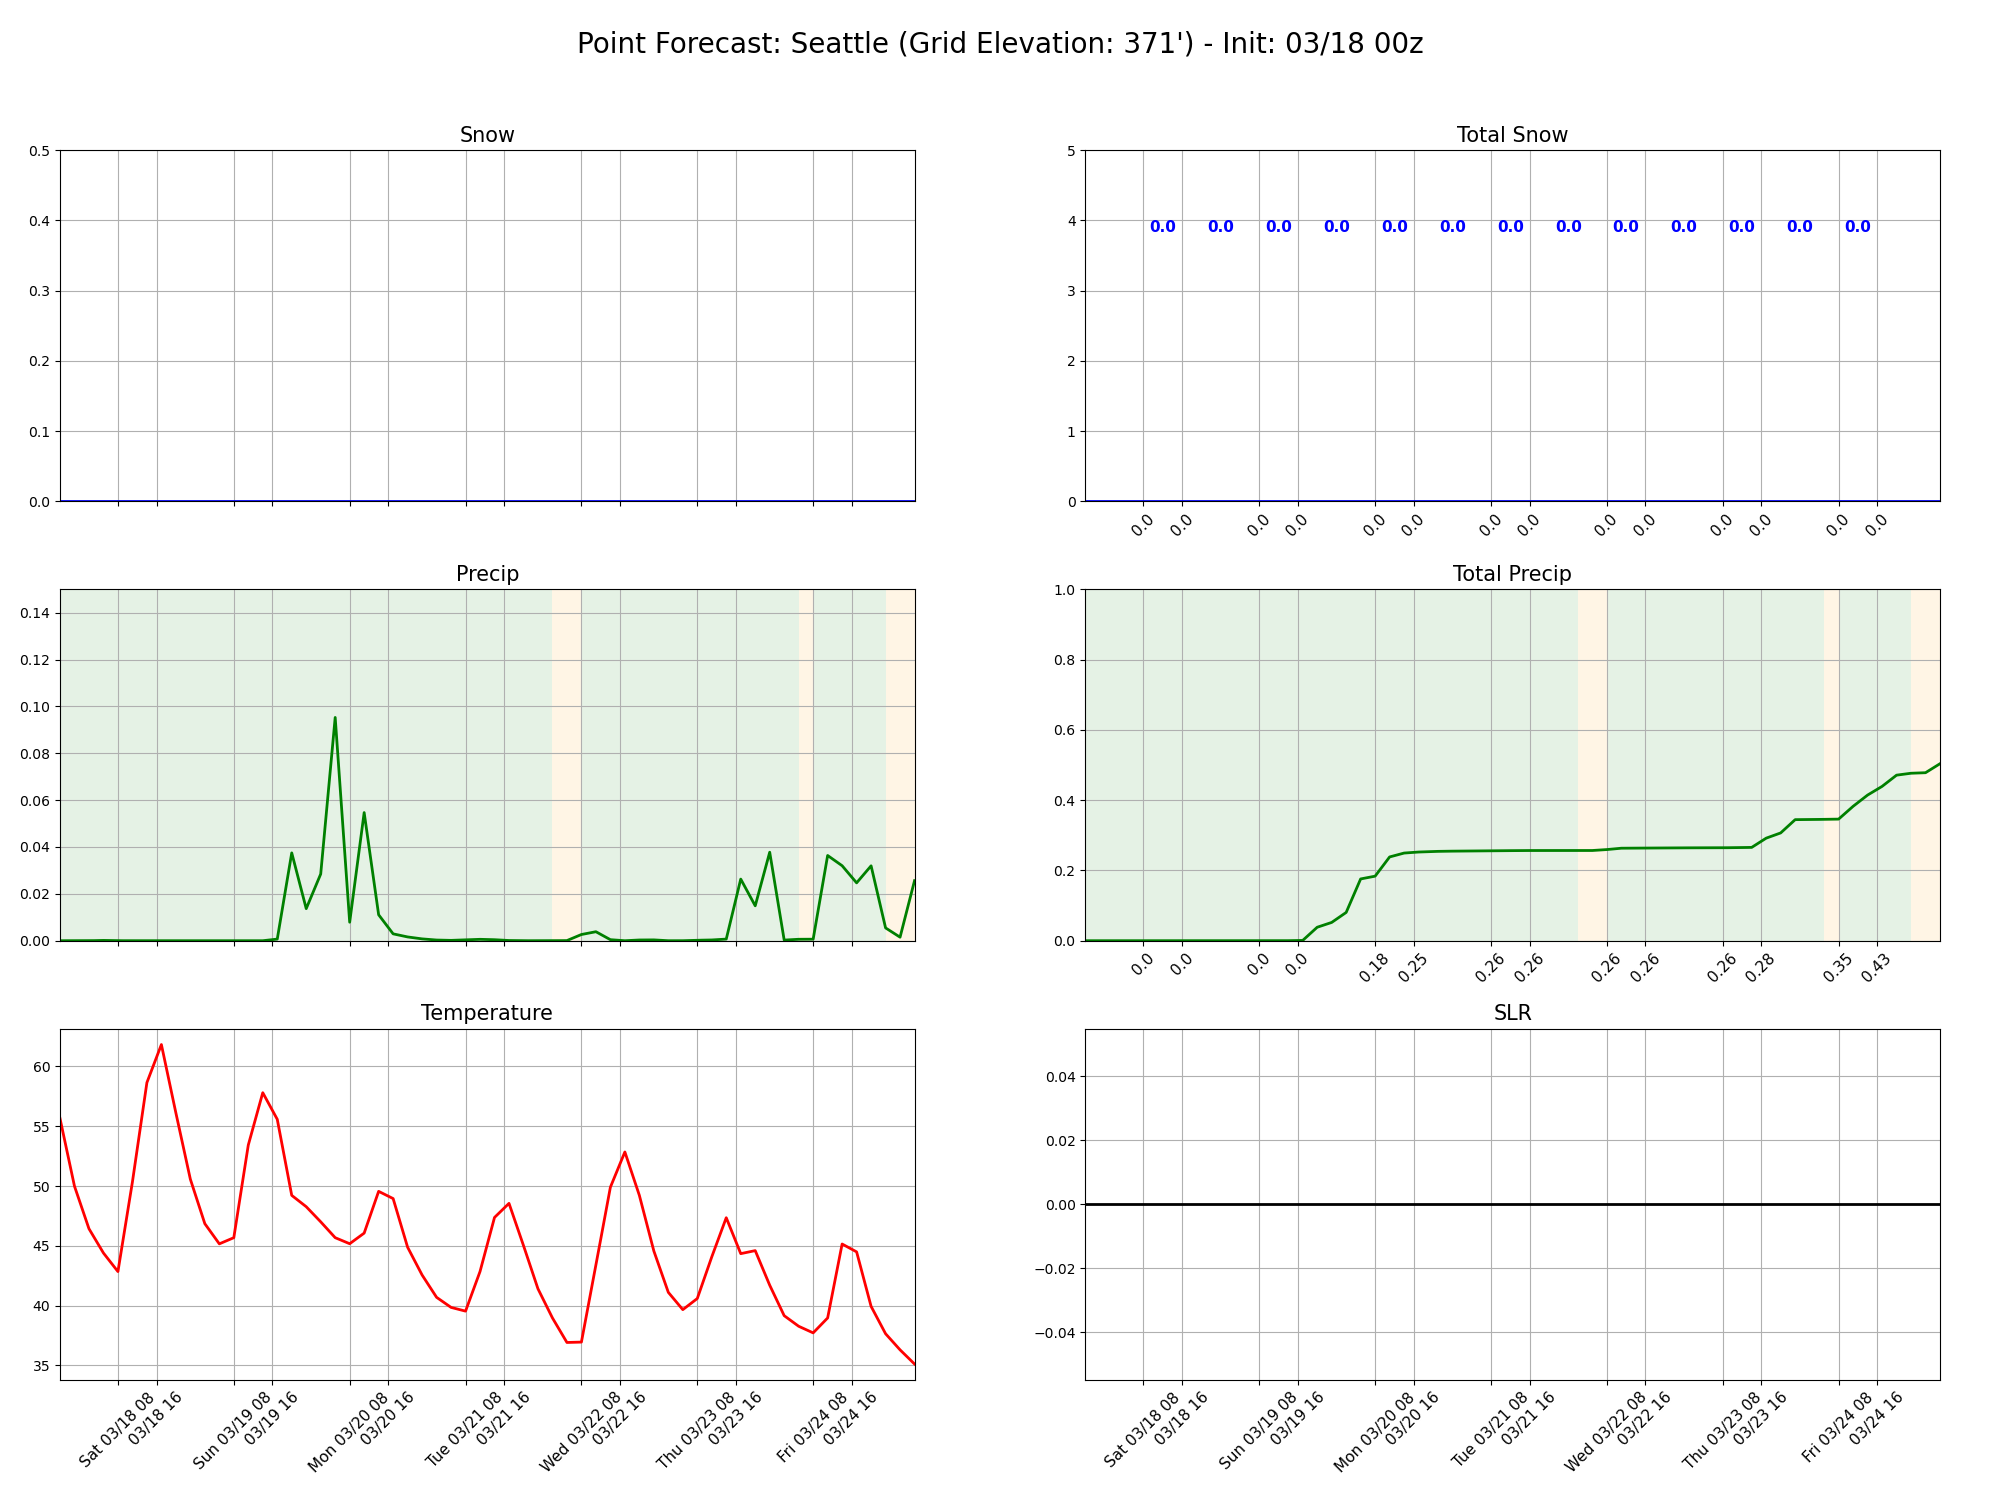 Point Forecast: Seattle (Grid Elevation: 371') - Init: 03/18 00z
Snow
0.5
0.4
0.3
0.2
0.1
0.0
Total Snow
5
4
3
2
1
0
0.0 0.0 0.0 0.0 0.0 0.0 0.0 0.0 0.0 0.0 0.0 0.0 0.0
0.0 0.0 0.0 0.0 0.0 0.0 0.0 0.0 0.0 0.0 0.0 0.0 0.0 0.0
Precip
0.14
0.12
0.10
0.08
0.06
0.04
0.02
0.00
Total Precip
1.0
0.8
0.6
0.4
0.2
0.0
0.0 0.0 0.0 0.0 0.18 0.25 0.26 0.26 0.26 0.26 0.26 0.28 0.35 0.43
Temperature
60
55
50
45
40
35
Sat 03/18 08
03/18 16
Sun 03/19 08
03/19 16
Mon 03/20 08
03/20 16
Tue 03/21 08
03/21 16
Wed 03/22 08
03/22 16
Thu 03/23 08
03/23 16
Fri 03/24 08
03/24 16
SLR
0.04
0.02
0.00
−0.02
−0.04
Sat 03/18 08
03/18 16
Sun 03/19 08
03/19 16
Mon 03/20 08
03/20 16
Tue 03/21 08
03/21 16
Wed 03/22 08
03/22 16
Thu 03/23 08
03/23 16
Fri 03/24 08
03/24 16